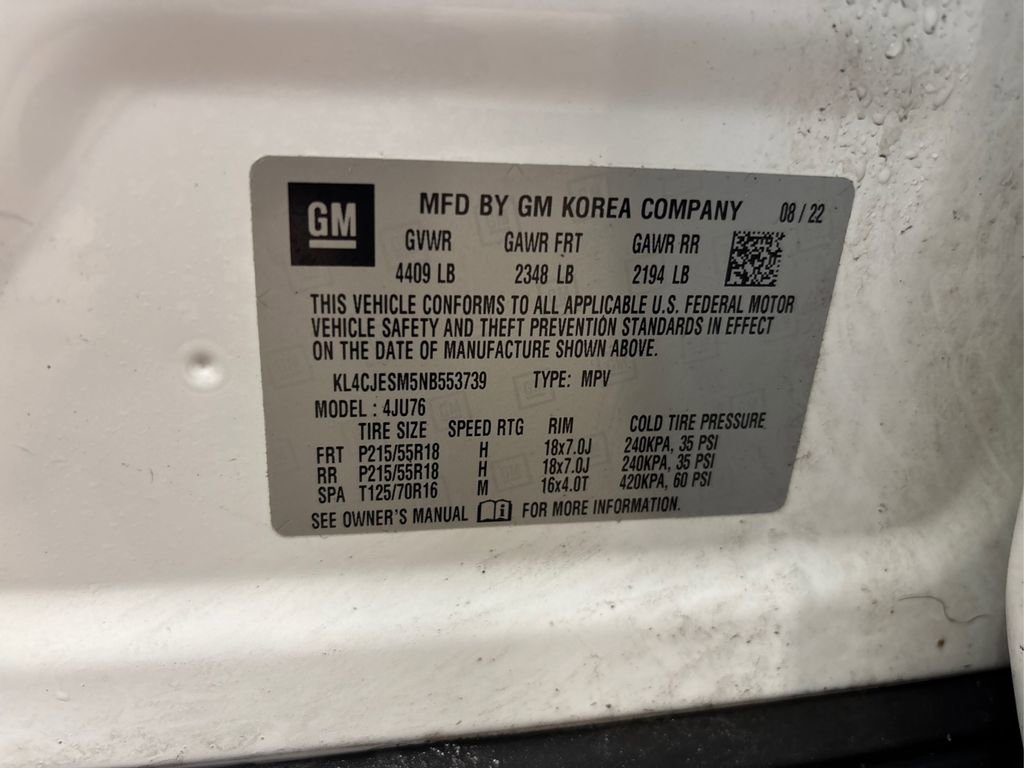 GM
MFD BY GM KOREA COMPANY 08 / 22
GVWR GAWR FRT GAWR RR
4409 LB 2348 LB 2194 LB
THIS VEHICLE CONFORMS TO ALL APPLICABLE U.S. FEDERAL MOTOR
VEHICLE SAFETY AND THEFT PREVENTION STANDARDS IN EFFECT
ON THE DATE OF MANUFACTURE SHOWN ABOVE.
KL4CJESM5NB553739 TYPE: MPV
MODEL : 4JU76
TIRE SIZE SPEED RTG RIM COLD TIRE PRESSURE
FRT P215/55R18 H 18x7.0J 240KPA, 35 PSI
RR P215/55R18 H 18x7.0J 240KPA, 35 PSI
SPA T125/70R16 M 16x4.0T 420KPA, 60 PSI
SEE OWNER'S MANUAL FOR MORE INFORMATION.